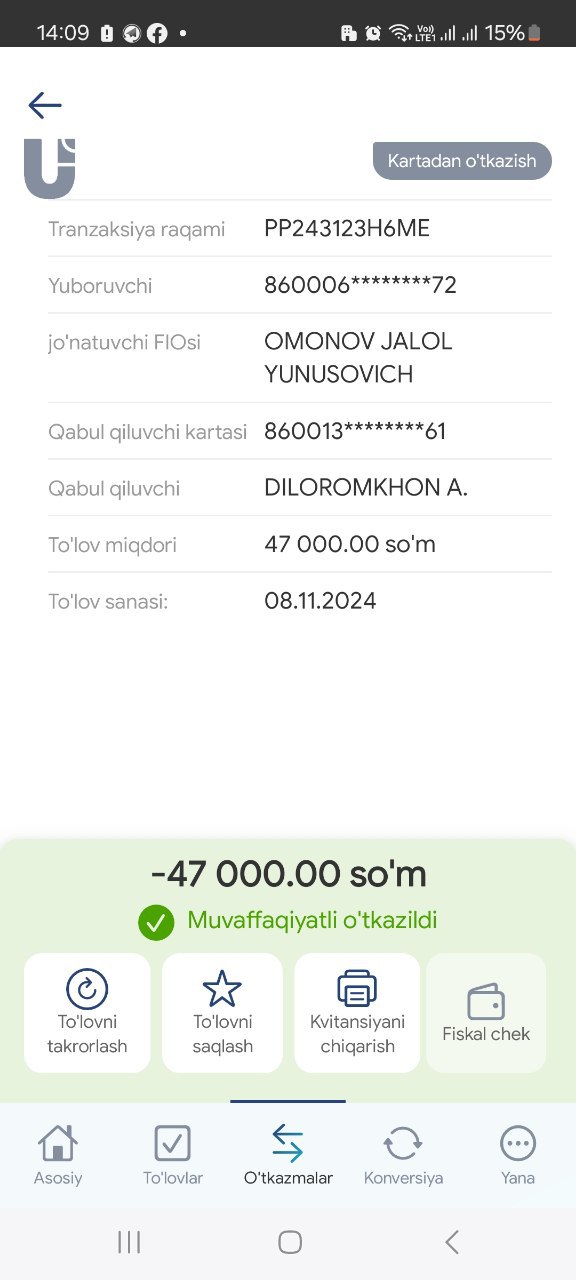 14:09
Vo)) LTE1
15%
Kartadan o'tkazish
Tranzaksiya raqami PP243123H6ME
Yuboruvchi 860006********72
jo'natuvchi FIOsi OMONOV JALOL
YUNUSOVICH
Qabul qiluvchi kartasi 860013********61
Qabul qiluvchi DILOROMKHON A.
To'lov miqdori 47 000.00 so'm
To'lov sanasi: 08.11.2024
-47 000.00 so'm
Muvaffaqiyatli o'tkazildi
To'lovni
takrorlash
To'lovni
saqlash
Kvitansiyani
chiqarish
Fiskal chek
Asosiy
To'lovlar
O'tkazmalar
Konversiya
Yana